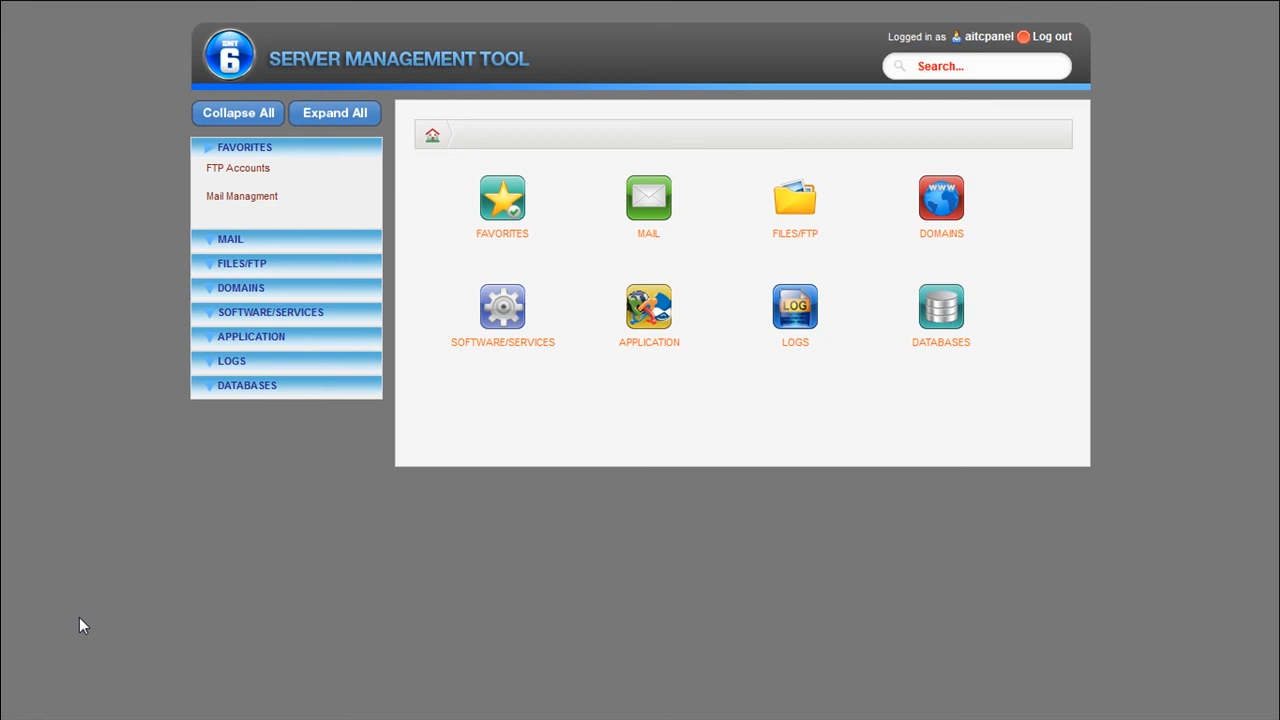 SMT
6
SERVER MANAGEMENT TOOL
Logged in as aitcpanel Log out
Search...
Collapse All
Expand All
FAVORITES
FTP Accounts
Mail Managment
MAIL
FILES/FTP
DOMAINS
SOFTWARE/SERVICES
APPLICATION
LOGS
DATABASES
FAVORITES
MAIL
FILES/FTP
WWW
DOMAINS
SOFTWARE/SERVICES
APPLICATION
LOG
LOGS
DATABASES